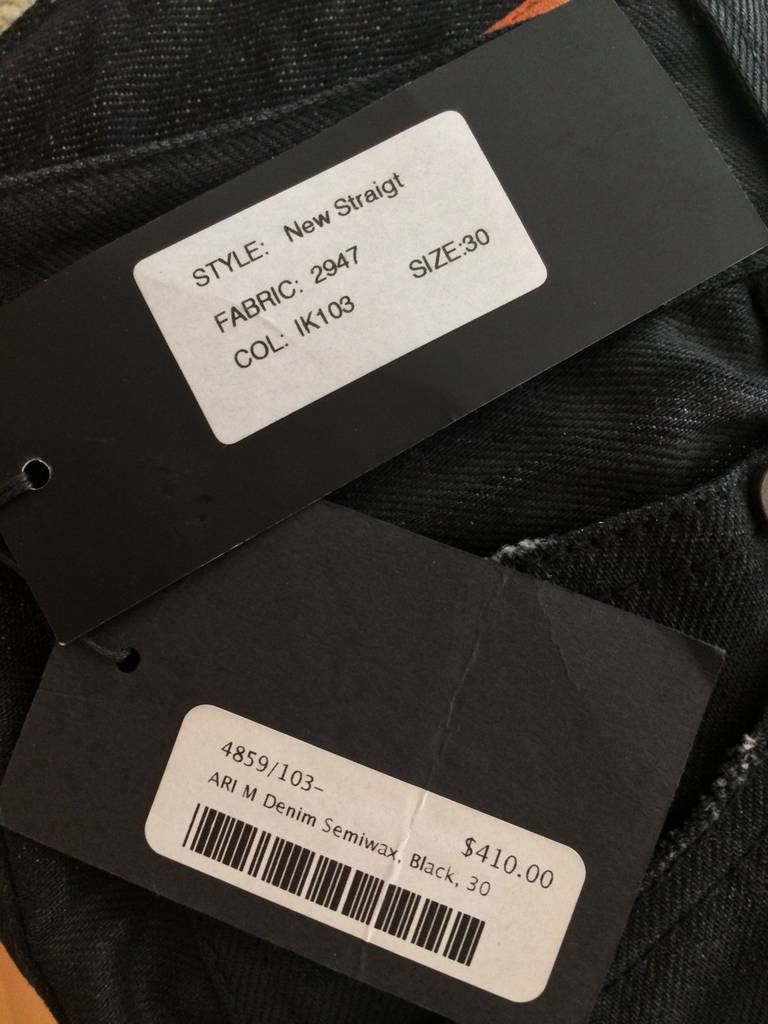 STYLE: New Straigt
FABRIC: 2947 SIZE:30
COL: IK103
4859/103-
$410.00
ARI M Denim Semiwax, Black, 30